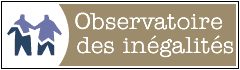 Observatoire
des inégalités